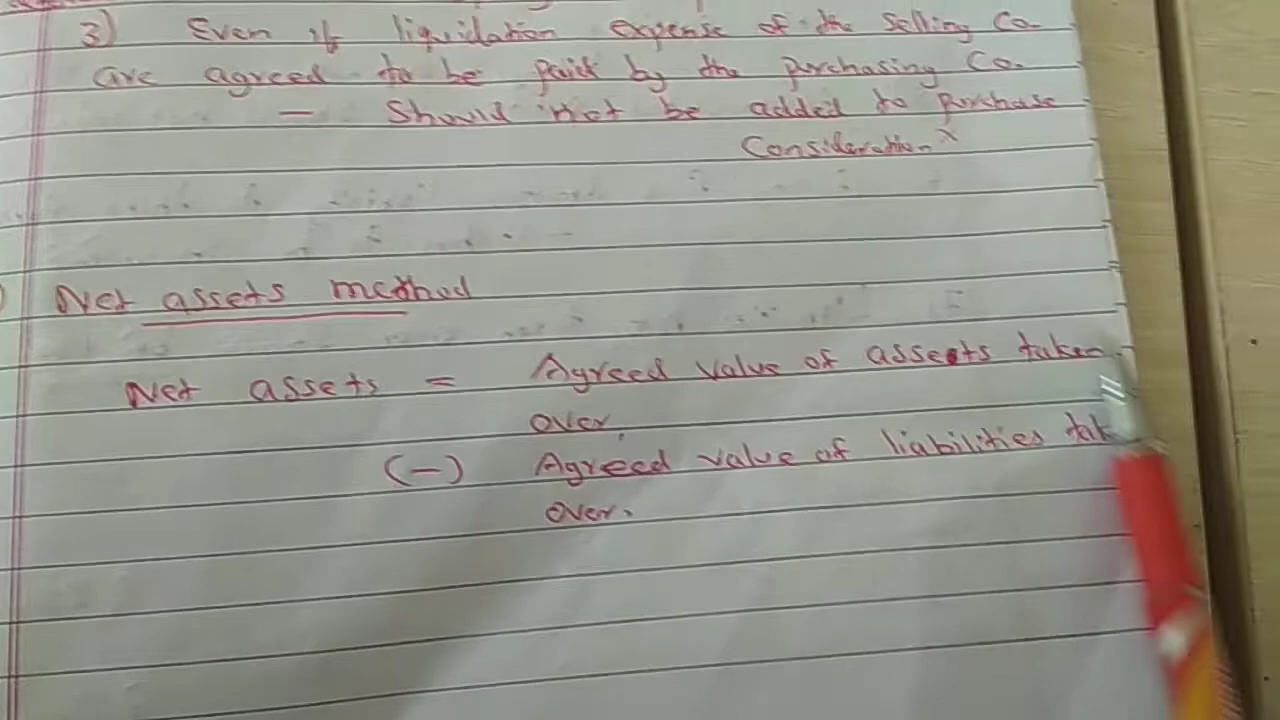 3) Even if liquidation expense of the selling Co.
are agreed to be paid by the purchasing Co.
— Should not be added to purchase
Consideration
Net assets method
Net assets = Agreed value of assets taken
over.
(-) Agreed value of liabilities tak
over.